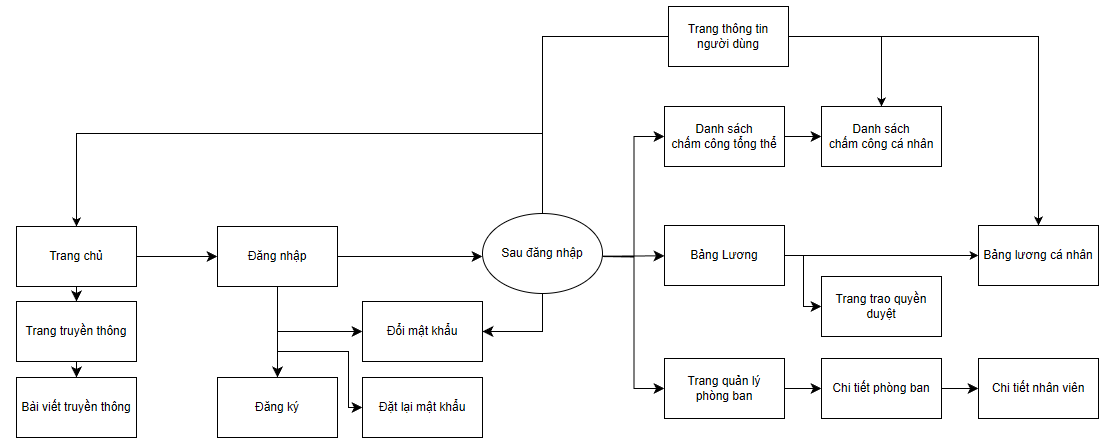 Trang thông tin
người dùng
Danh sách
chấm công tổng thể
Danh sách
chấm công cá nhân
Trang chủ
Đăng nhập
Sau đăng nhập
Bảng Lương
Bảng lương cá nhân
Trang trao quyền
duyệt
Trang truyền thông
Đổi mật khẩu
Bài viết truyền thông
Đăng ký
Đặt lại mật khẩu
Trang quản lý
phòng ban
Chi tiết phòng ban
Chi tiết nhân viên